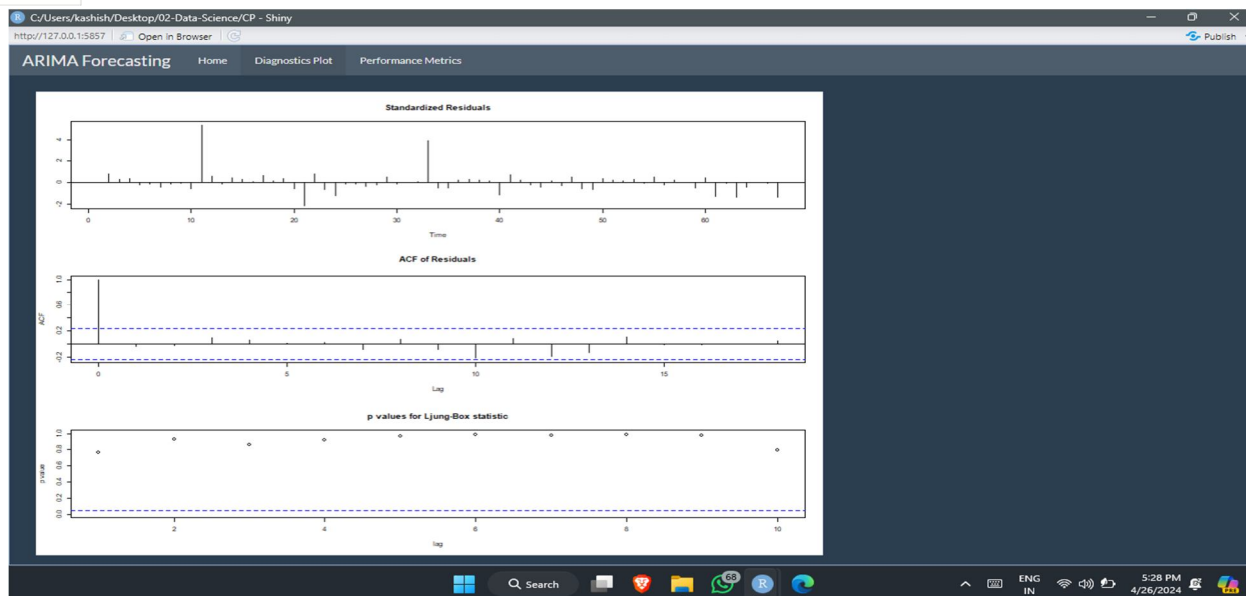 C:/Users/kashish/Desktop/02-Data-Science/CP - Shiny
http://127.0.0.1:5857 Open in Browser Publish
ARIMA Forecasting Home Diagnostics Plot Performance Metrics
Standardized Residuals
4
2
0
-2
0 10 20 30 40 50 60
Time
ACF of Residuals
ACF
1.0
0.6
0.2
-0.2
0 5 10 15
Lag
p values for Ljung-Box statistic
p value
1.0
0.8
0.6
0.4
0.2
0.0
2 4 6 8 10
lag
Search 68 R ENG 5:28 PM
IN 4/26/2024 PRE